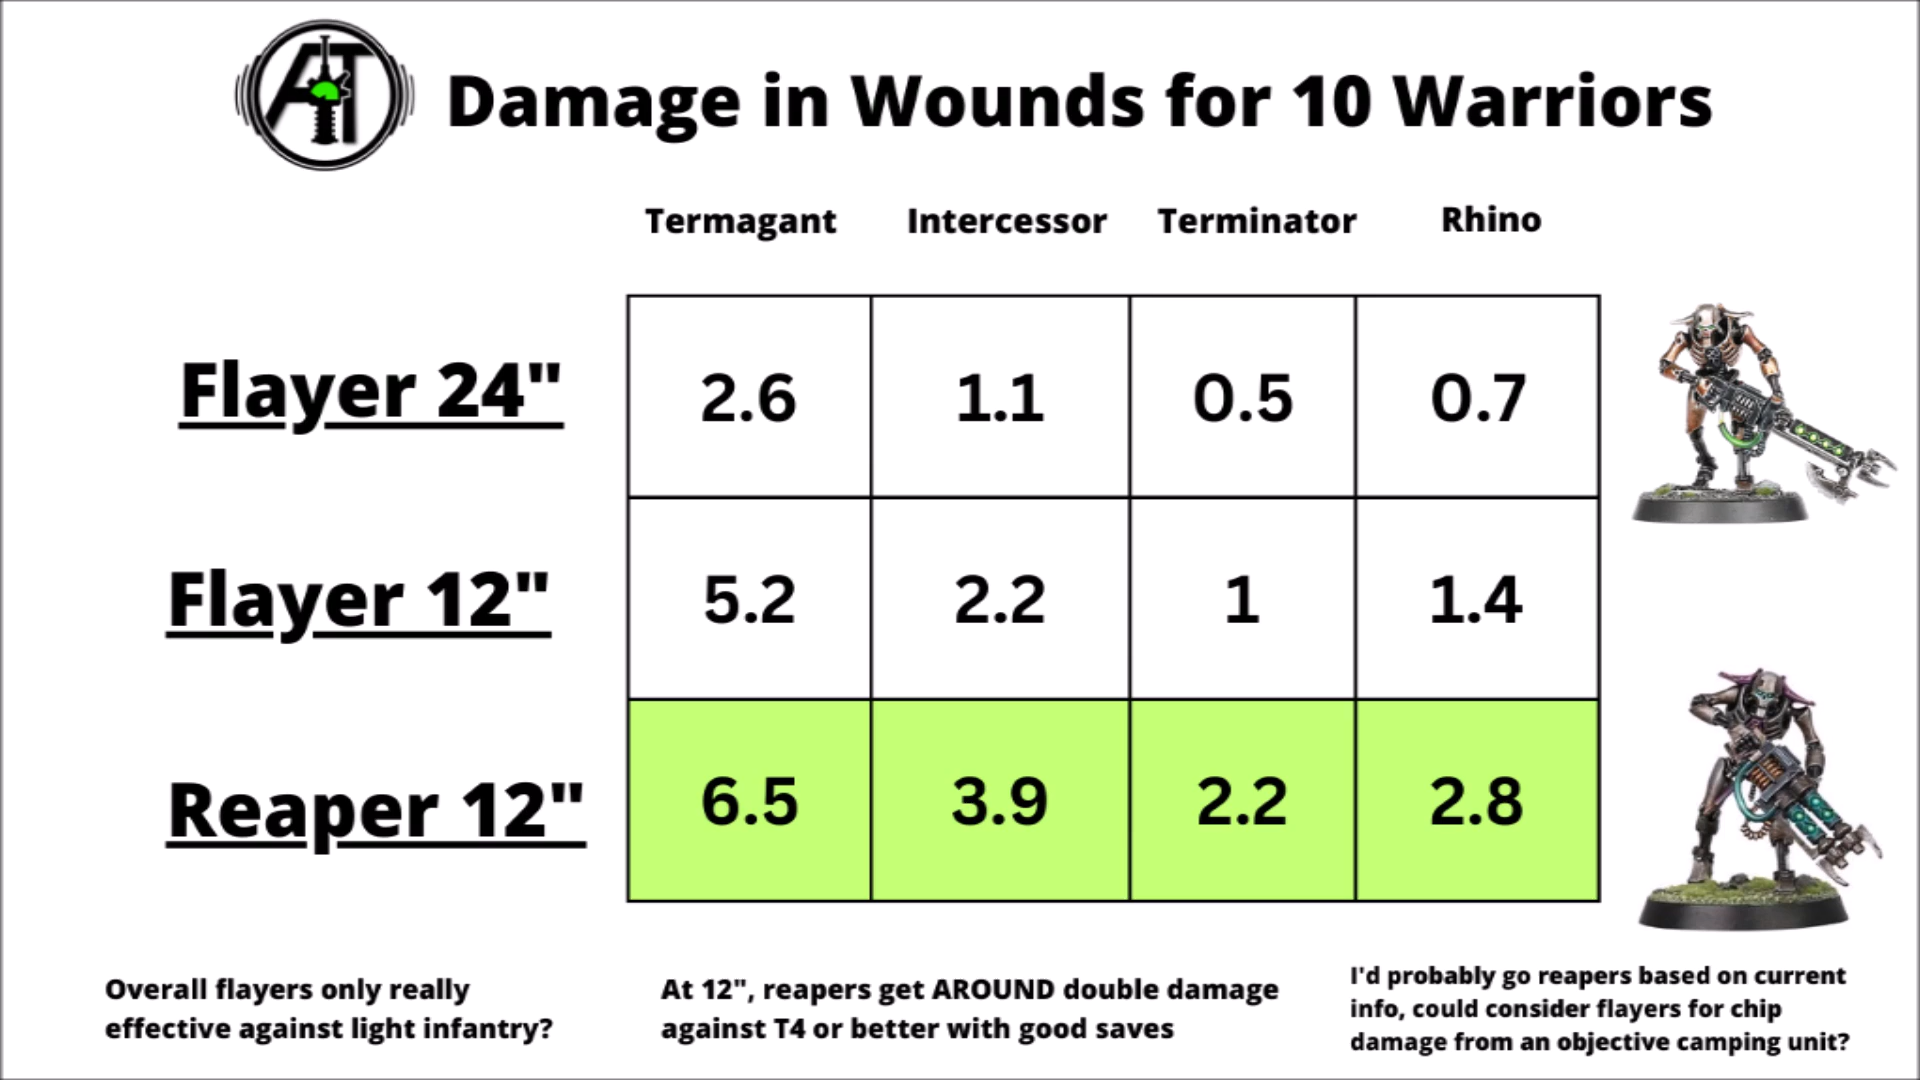 AT
Damage in Wounds for 10 Warriors
Termagant Intercessor Terminator Rhino
Flayer 24" 2.6 1.1 0.5 0.7
Flayer 12" 5.2 2.2 1 1.4
Reaper 12" 6.5 3.9 2.2 2.8
Overall flayers only really
effective against light infantry?
At 12", reapers get AROUND double damage
against T4 or better with good saves
I'd probably go reapers based on current
info, could consider flayers for chip
damage from an objective camping unit?